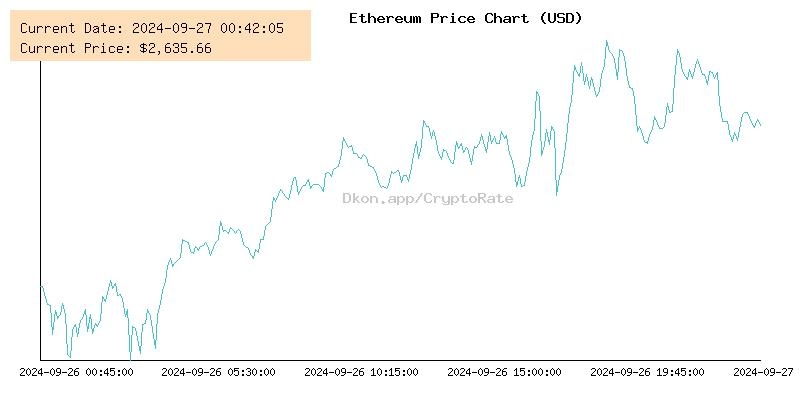 Ethereum Price Chart (USD)
Current Date: 2024-09-27 00:42:05
Current Price: $2,635.66
Dkon.app/CryptoRate
2024-09-26 00:45:00 2024-09-26 05:30:00 2024-09-26 10:15:00 2024-09-26 15:00:00 2024-09-26 19:45:00 2024-09-27